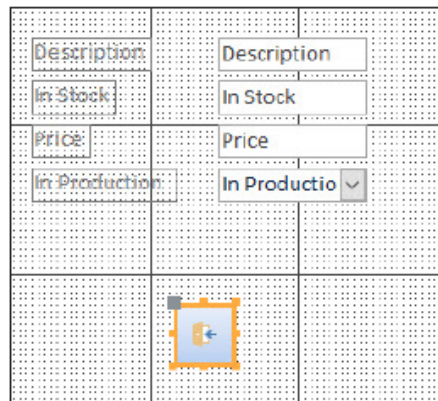 Description Description
In Stock In Stock
Price Price
In Production In Productio